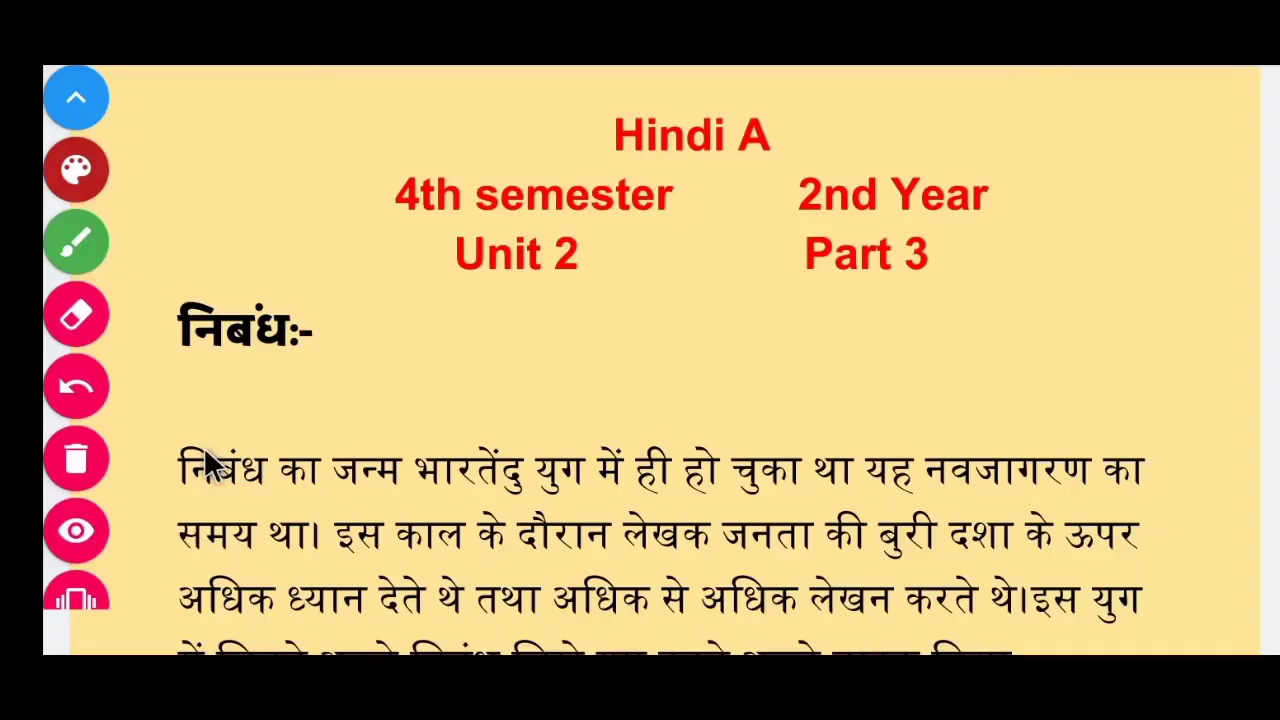 Hindi A
4th semester 2nd Year
Unit 2 Part 3
निबंधः-
निबंध का जन्म भारतेंदु युग में ही हो चुका था यह नवजागरण का
समय था। इस काल के दौरान लेखक जनता की बुरी दशा के ऊपर
अधिक ध्यान देते थे तथा अधिक से अधिक लेखन करते थे।इस युग